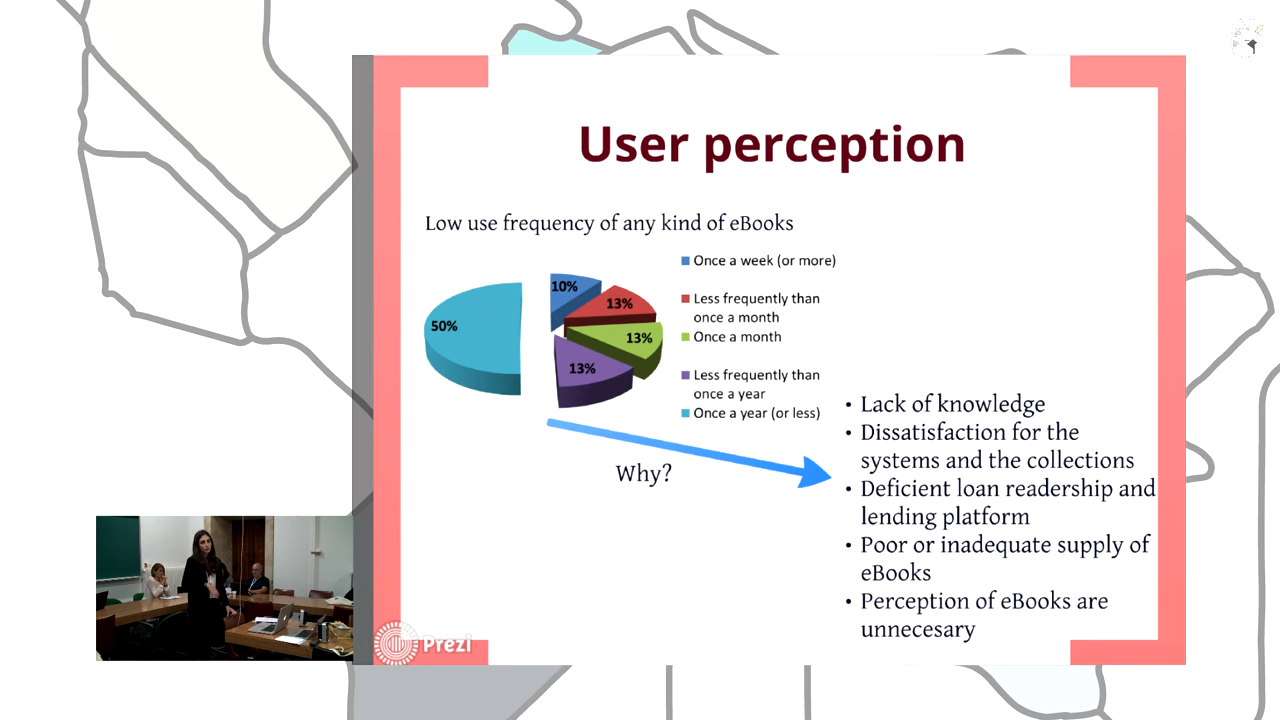 User perception
Low use frequency of any kind of eBooks
10%
13%
13%
13%
50%
Once a week (or more)
Less frequently than
once a month
Once a month
Less frequently than
once a year
Once a year (or less)
Why?
• Lack of knowledge
• Dissatisfaction for the
systems and the collections
• Deficient loan readership and
lending platform
• Poor or inadequate supply of
eBooks
• Perception of eBooks are
unnecesary
Prezi